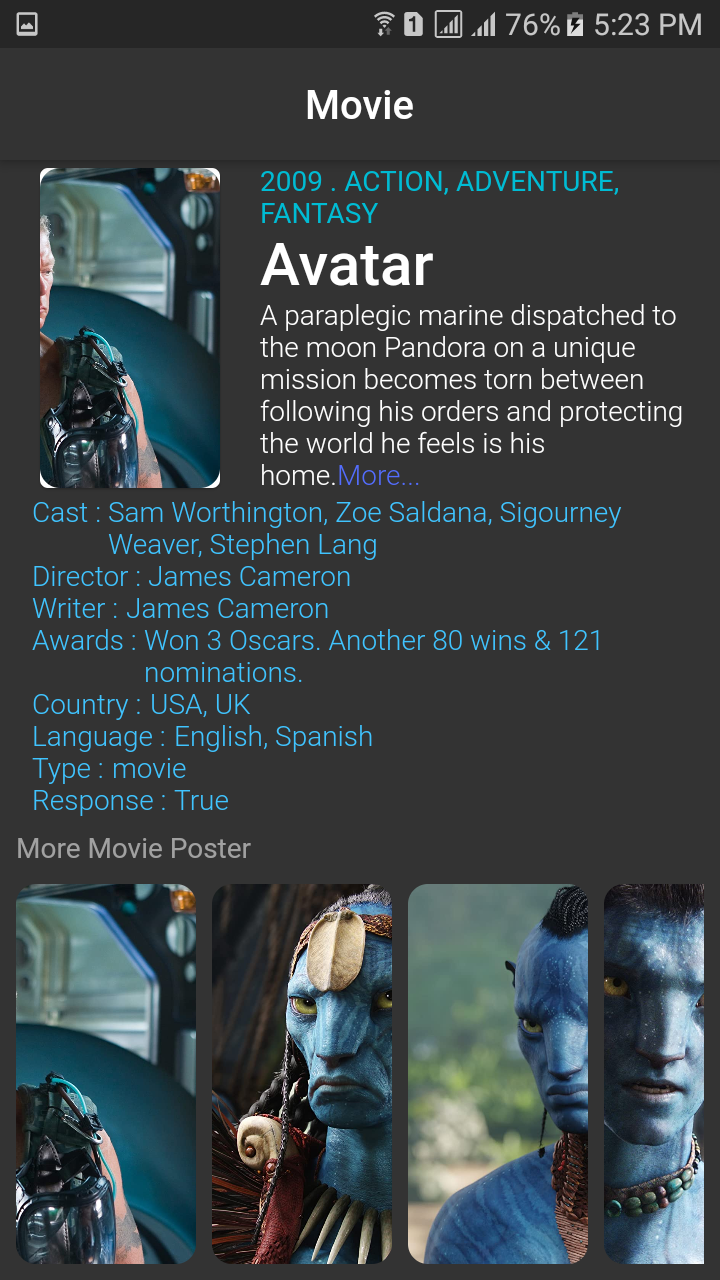 1 76% 5:23 PM
Movie
2009 . ACTION, ADVENTURE,
FANTASY
Avatar
A paraplegic marine dispatched to
the moon Pandora on a unique
mission becomes torn between
following his orders and protecting
the world he feels is his
home.More...
Cast : Sam Worthington, Zoe Saldana, Sigourney
Weaver, Stephen Lang
Director : James Cameron
Writer : James Cameron
Awards : Won 3 Oscars. Another 80 wins & 121
nominations.
Country : USA, UK
Language : English, Spanish
Type : movie
Response : True
More Movie Poster